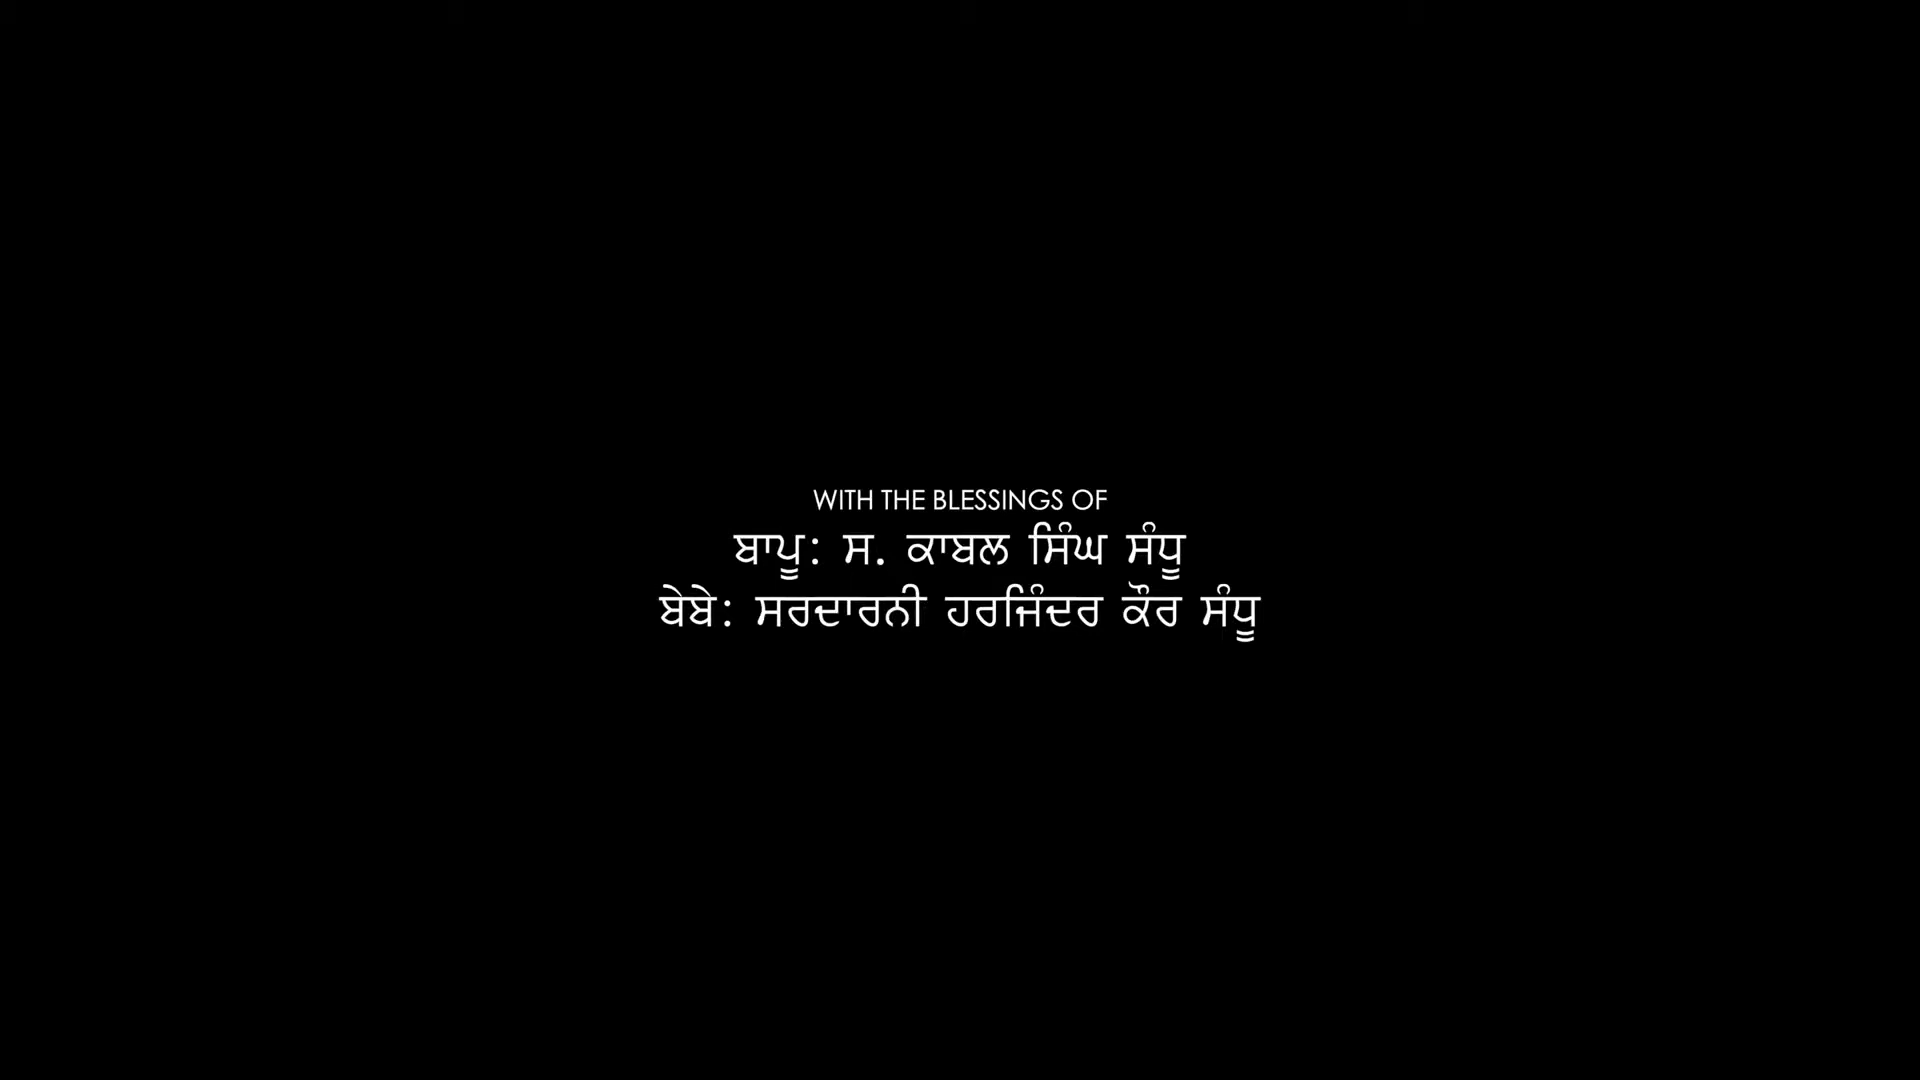 WITH THE BLESSINGS OF
ਬਾਪੂ: ਸ. ਕਾਬਲ ਸਿੰਘ ਸੰਧੂ
ਬੇਬੇ: ਸਰਦਾਰਨੀ ਹਰਜਿੰਦਰ ਕੌਰ ਸੰਧੂ